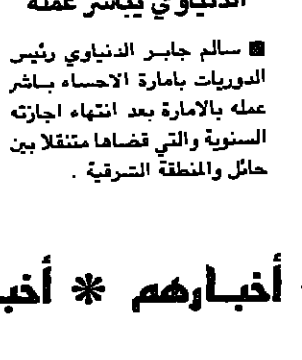 الدنياوي يباشر عمله
■ سالم جابر الدنياوي رئيس
الدوريات بامارة الاحساء باشر
عمله بالامارة بعد انتهاء اجازته
السنوية والتي قضاها متنقلا بين
حائل والمنطقة الشرقية .
أخبارهم * أخبـ